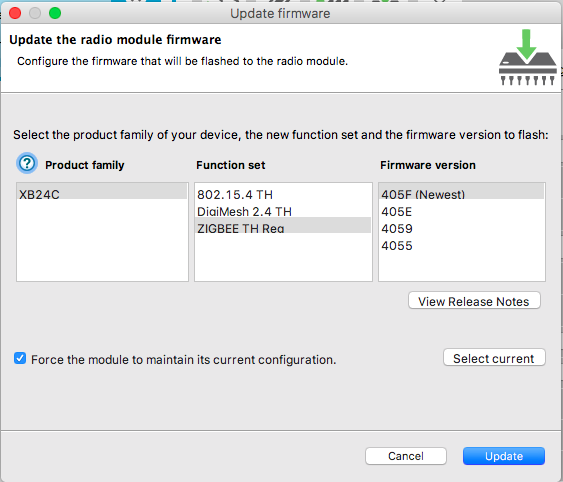 Update firmware
Update the radio module firmware
Configure the firmware that will be flashed to the radio module.
Select the product family of your device, the new function set and the firmware version to flash:
? Product family
Function set
Firmware version
XB24C
802.15.4 TH
DigiMesh 2.4 TH
ZIGBEE TH Reg
405F (Newest)
405E
4059
4055
View Release Notes
Force the module to maintain its current configuration.
Select current
Cancel
Update